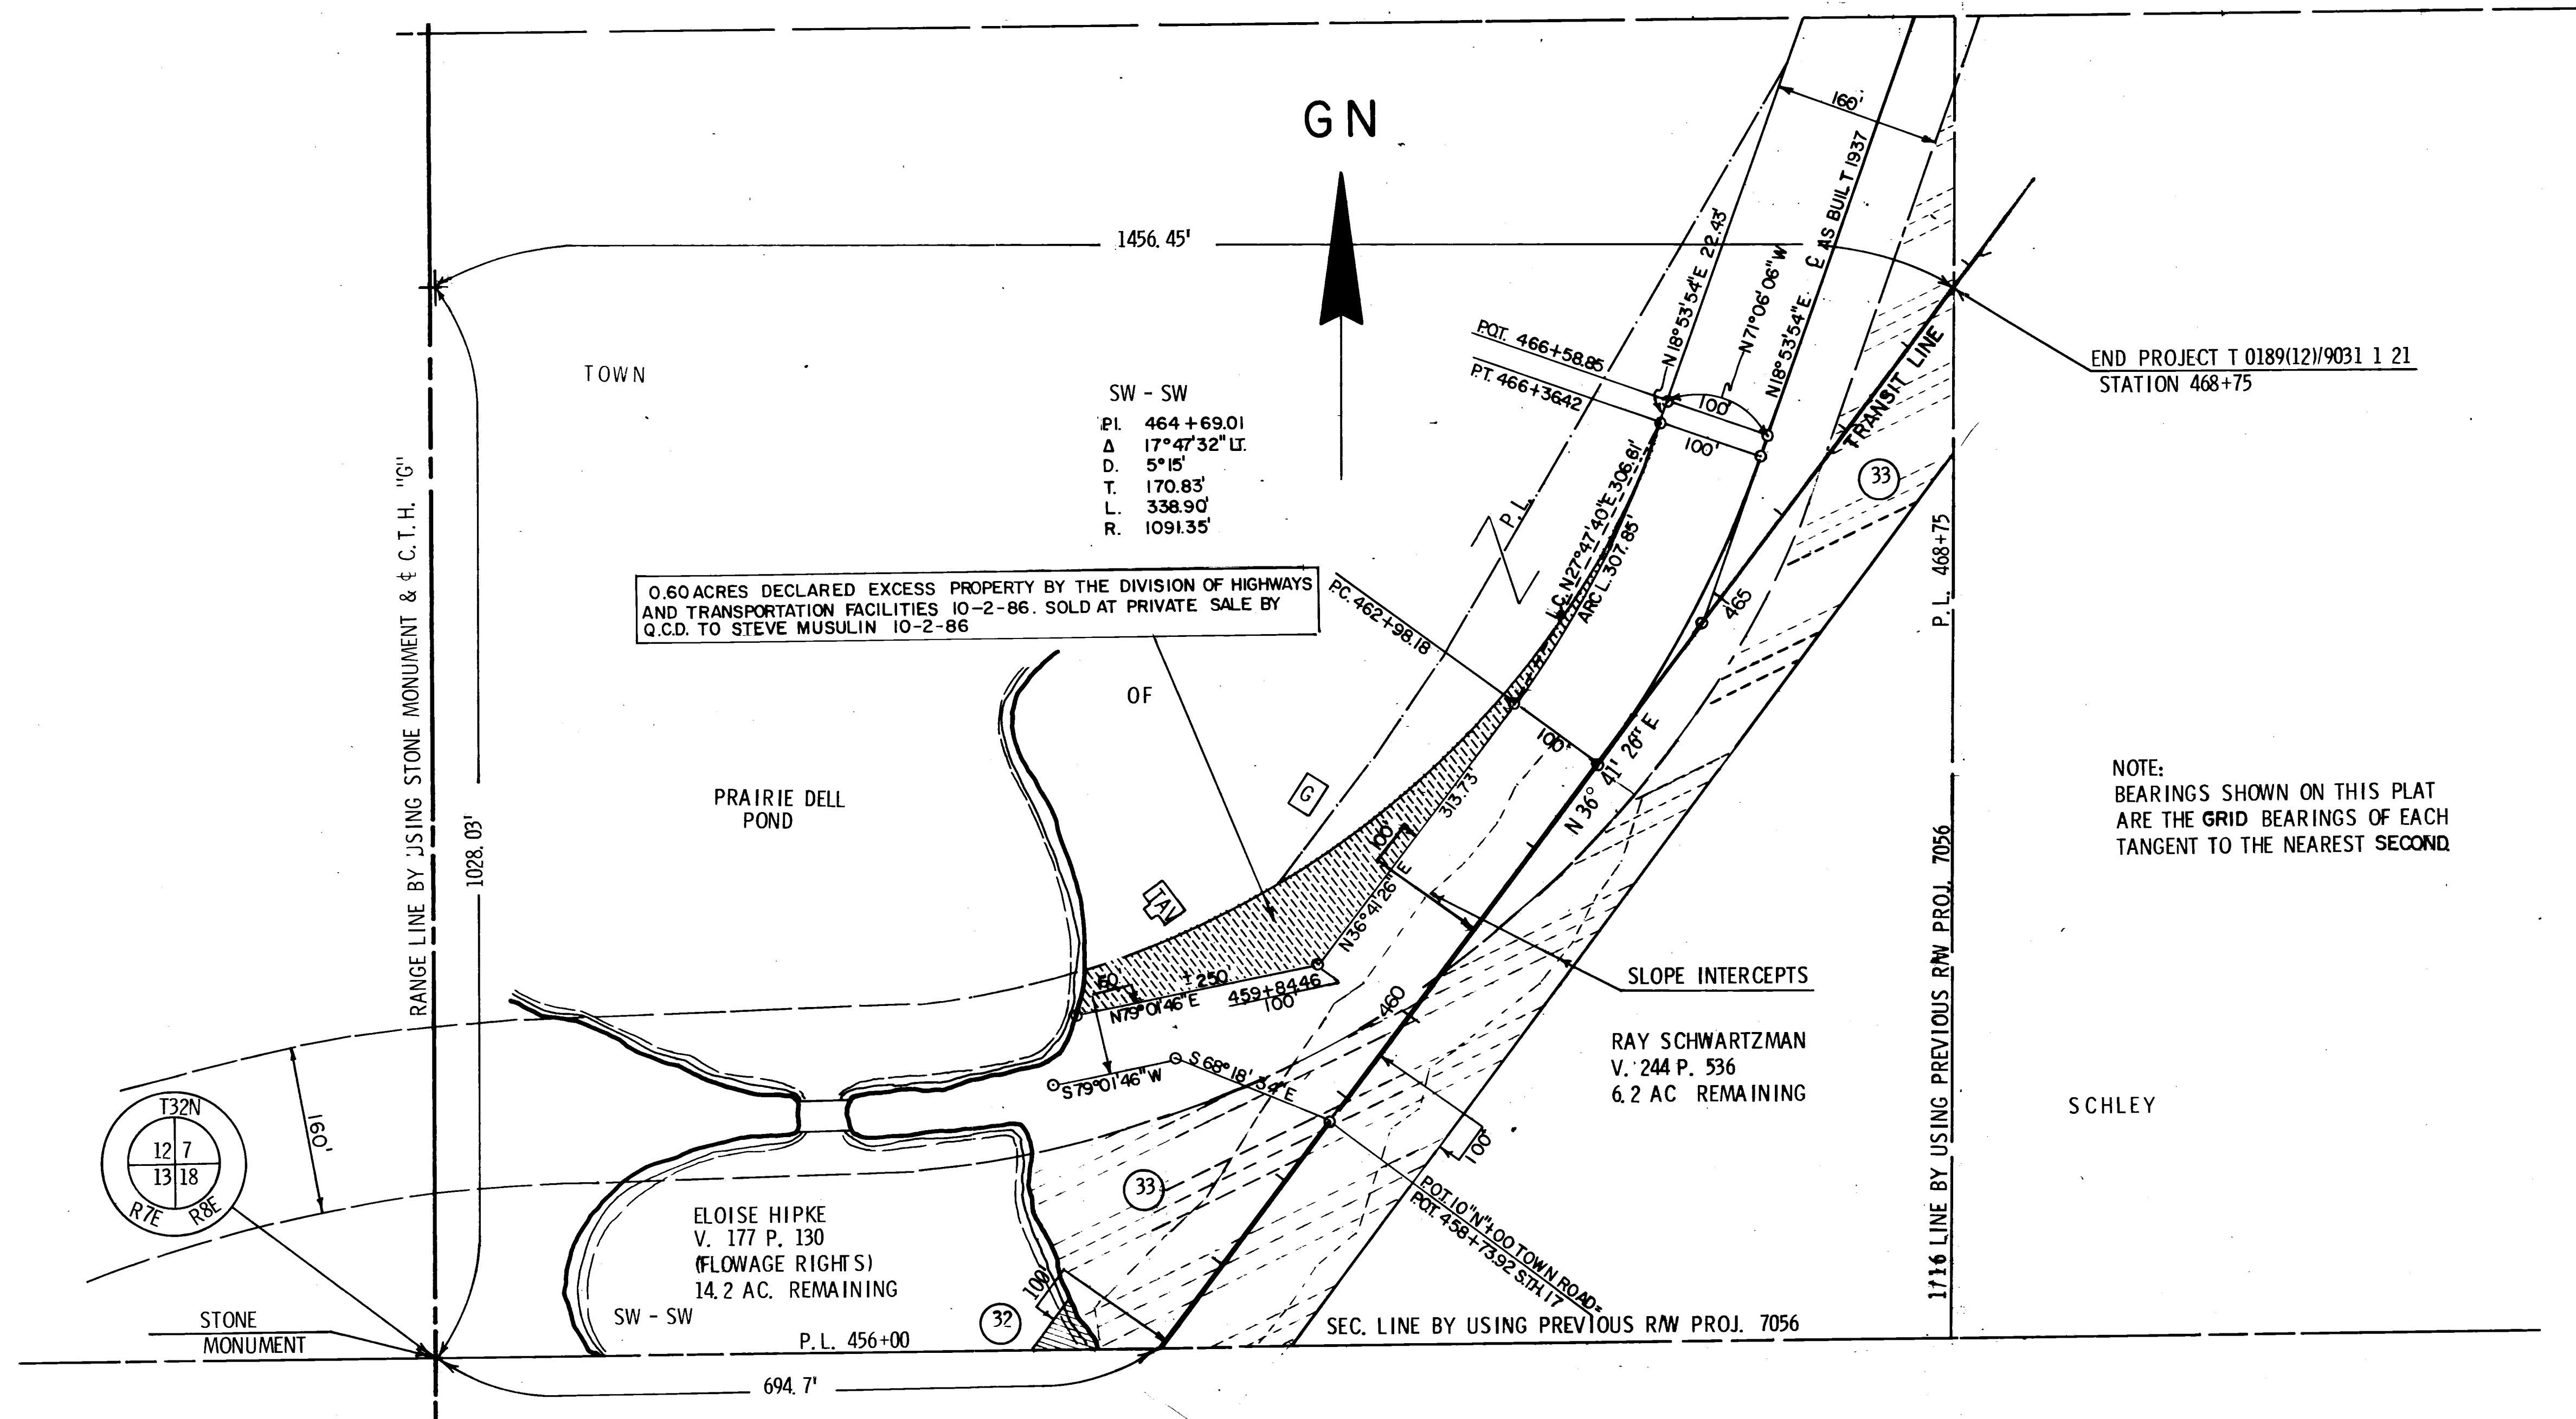 GN
160'
1456.45'
TOWN
SW - SW
P.I. 464+69.01
Δ 17°47'32" LT.
D. 5°15'
T. 170.83'
L. 338.90'
R. 1091.35'
P.O.T. 466+58.85
P.T. 466+36.42
N18°53'54"E 22.43'
N71°06'06"W
N18°53'54"E ℄ AS BUILT 1937
100'
100'
TRANSIT LINE
END PROJECT T 0189(12)/9031 1 21
STATION 468+75
33
P.L. 468+75
P.L.
L.C. N27°47'40"E 306.81'
ARC L. 307.85'
P.C. 462+98.18
465
100'
N 36° 41' 26" E
0.60 ACRES DECLARED EXCESS PROPERTY BY THE DIVISION OF HIGHWAYS
AND TRANSPORTATION FACILITIES 10-2-86. SOLD AT PRIVATE SALE BY
Q.C.D. TO STEVE MUSULIN 10-2-86
OF
RANGE LINE BY USING STONE MONUMENT & ℄ C.T.H. "G"
1028.03'
PRAIRIE DELL
POND
G
TAV
313.73'
100'
N36°41'26" E
NOTE:
BEARINGS SHOWN ON THIS PLAT
ARE THE GRID BEARINGS OF EACH
TANGENT TO THE NEAREST SECOND.
60
±250'
N79°01'46"E
459+84.46
100'
460
SLOPE INTERCEPTS
S79°01'46"W
S 68°18'34"E
RAY SCHWARTZMAN
V. 244 P. 536
6.2 AC REMAINING
SCHLEY
1716 LINE BY USING PREVIOUS R/W PROJ. 7056
160'
T32N
12 7
13 18
R7E R8E
100'
33
P.O.T. 10"N"+00 TOWN ROAD=
P.O.T. 458+73.92 S.T.H. 17
ELOISE HIPKE
V. 177 P. 130
(FLOWAGE RIGHTS)
14.2 AC. REMAINING
SW - SW
100'
32
STONE
MONUMENT
P.L. 456+00
SEC. LINE BY USING PREVIOUS R/W PROJ. 7056
694.7'